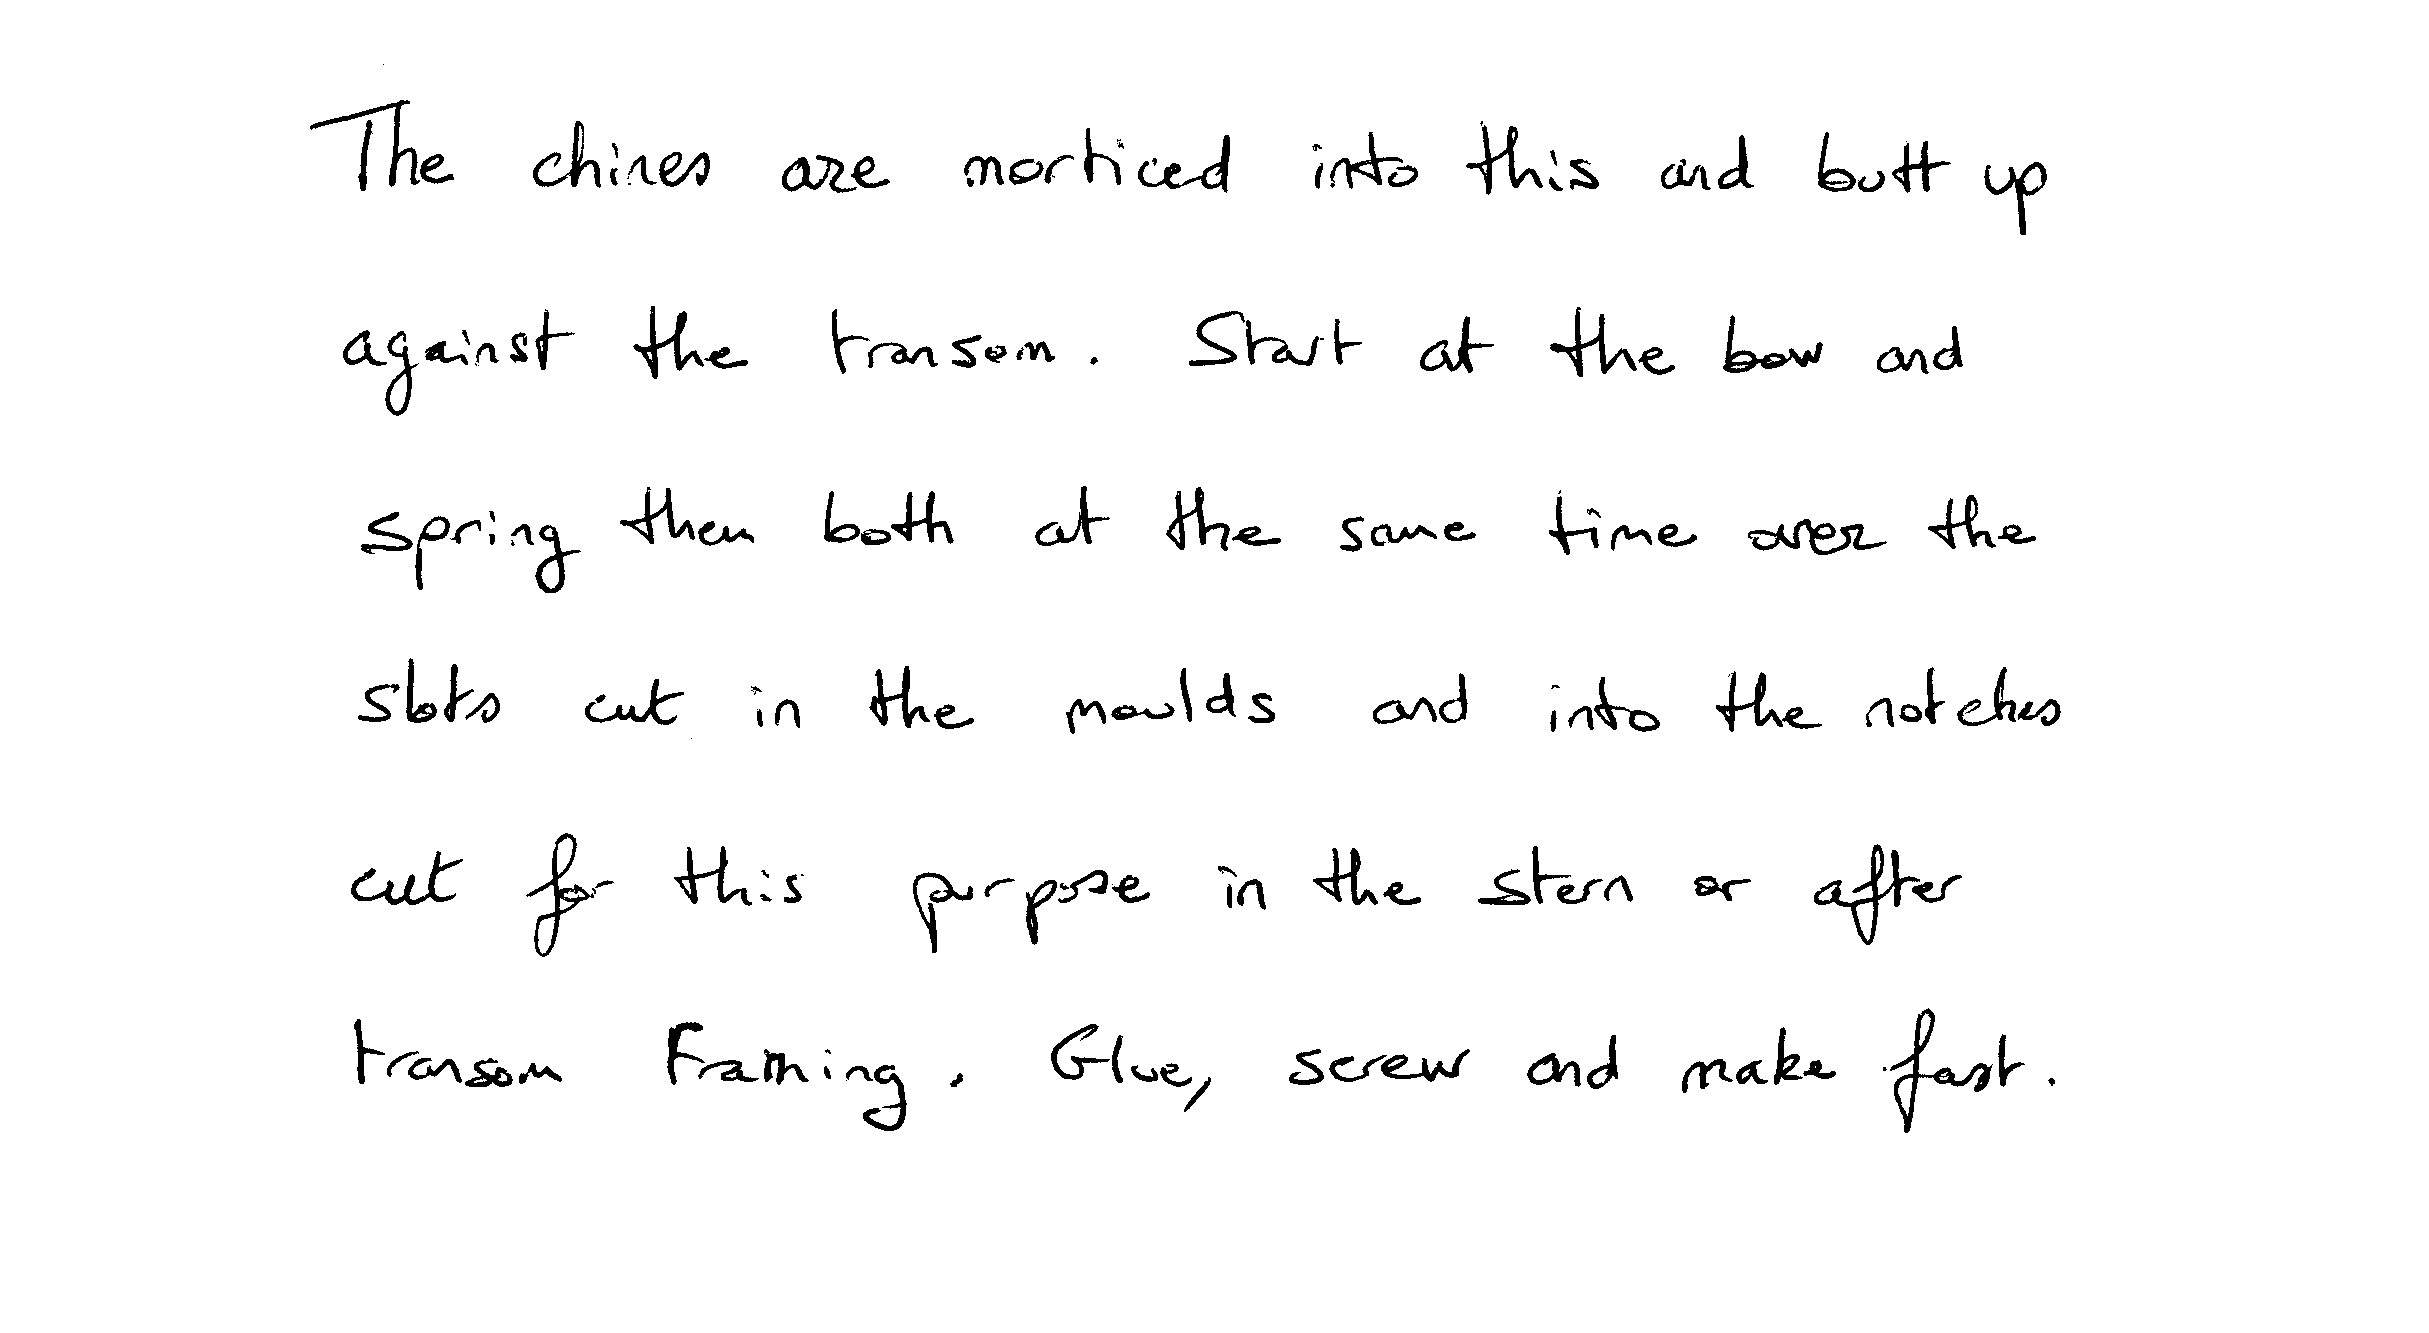 The chines are morticed into this and butt up
against the transom. Start at the bow and
spring them both at the same time over the
slots cut in the moulds and into the notches
cut for this purpose in the stern or after
transom Framing. Glue, screw and make fast.